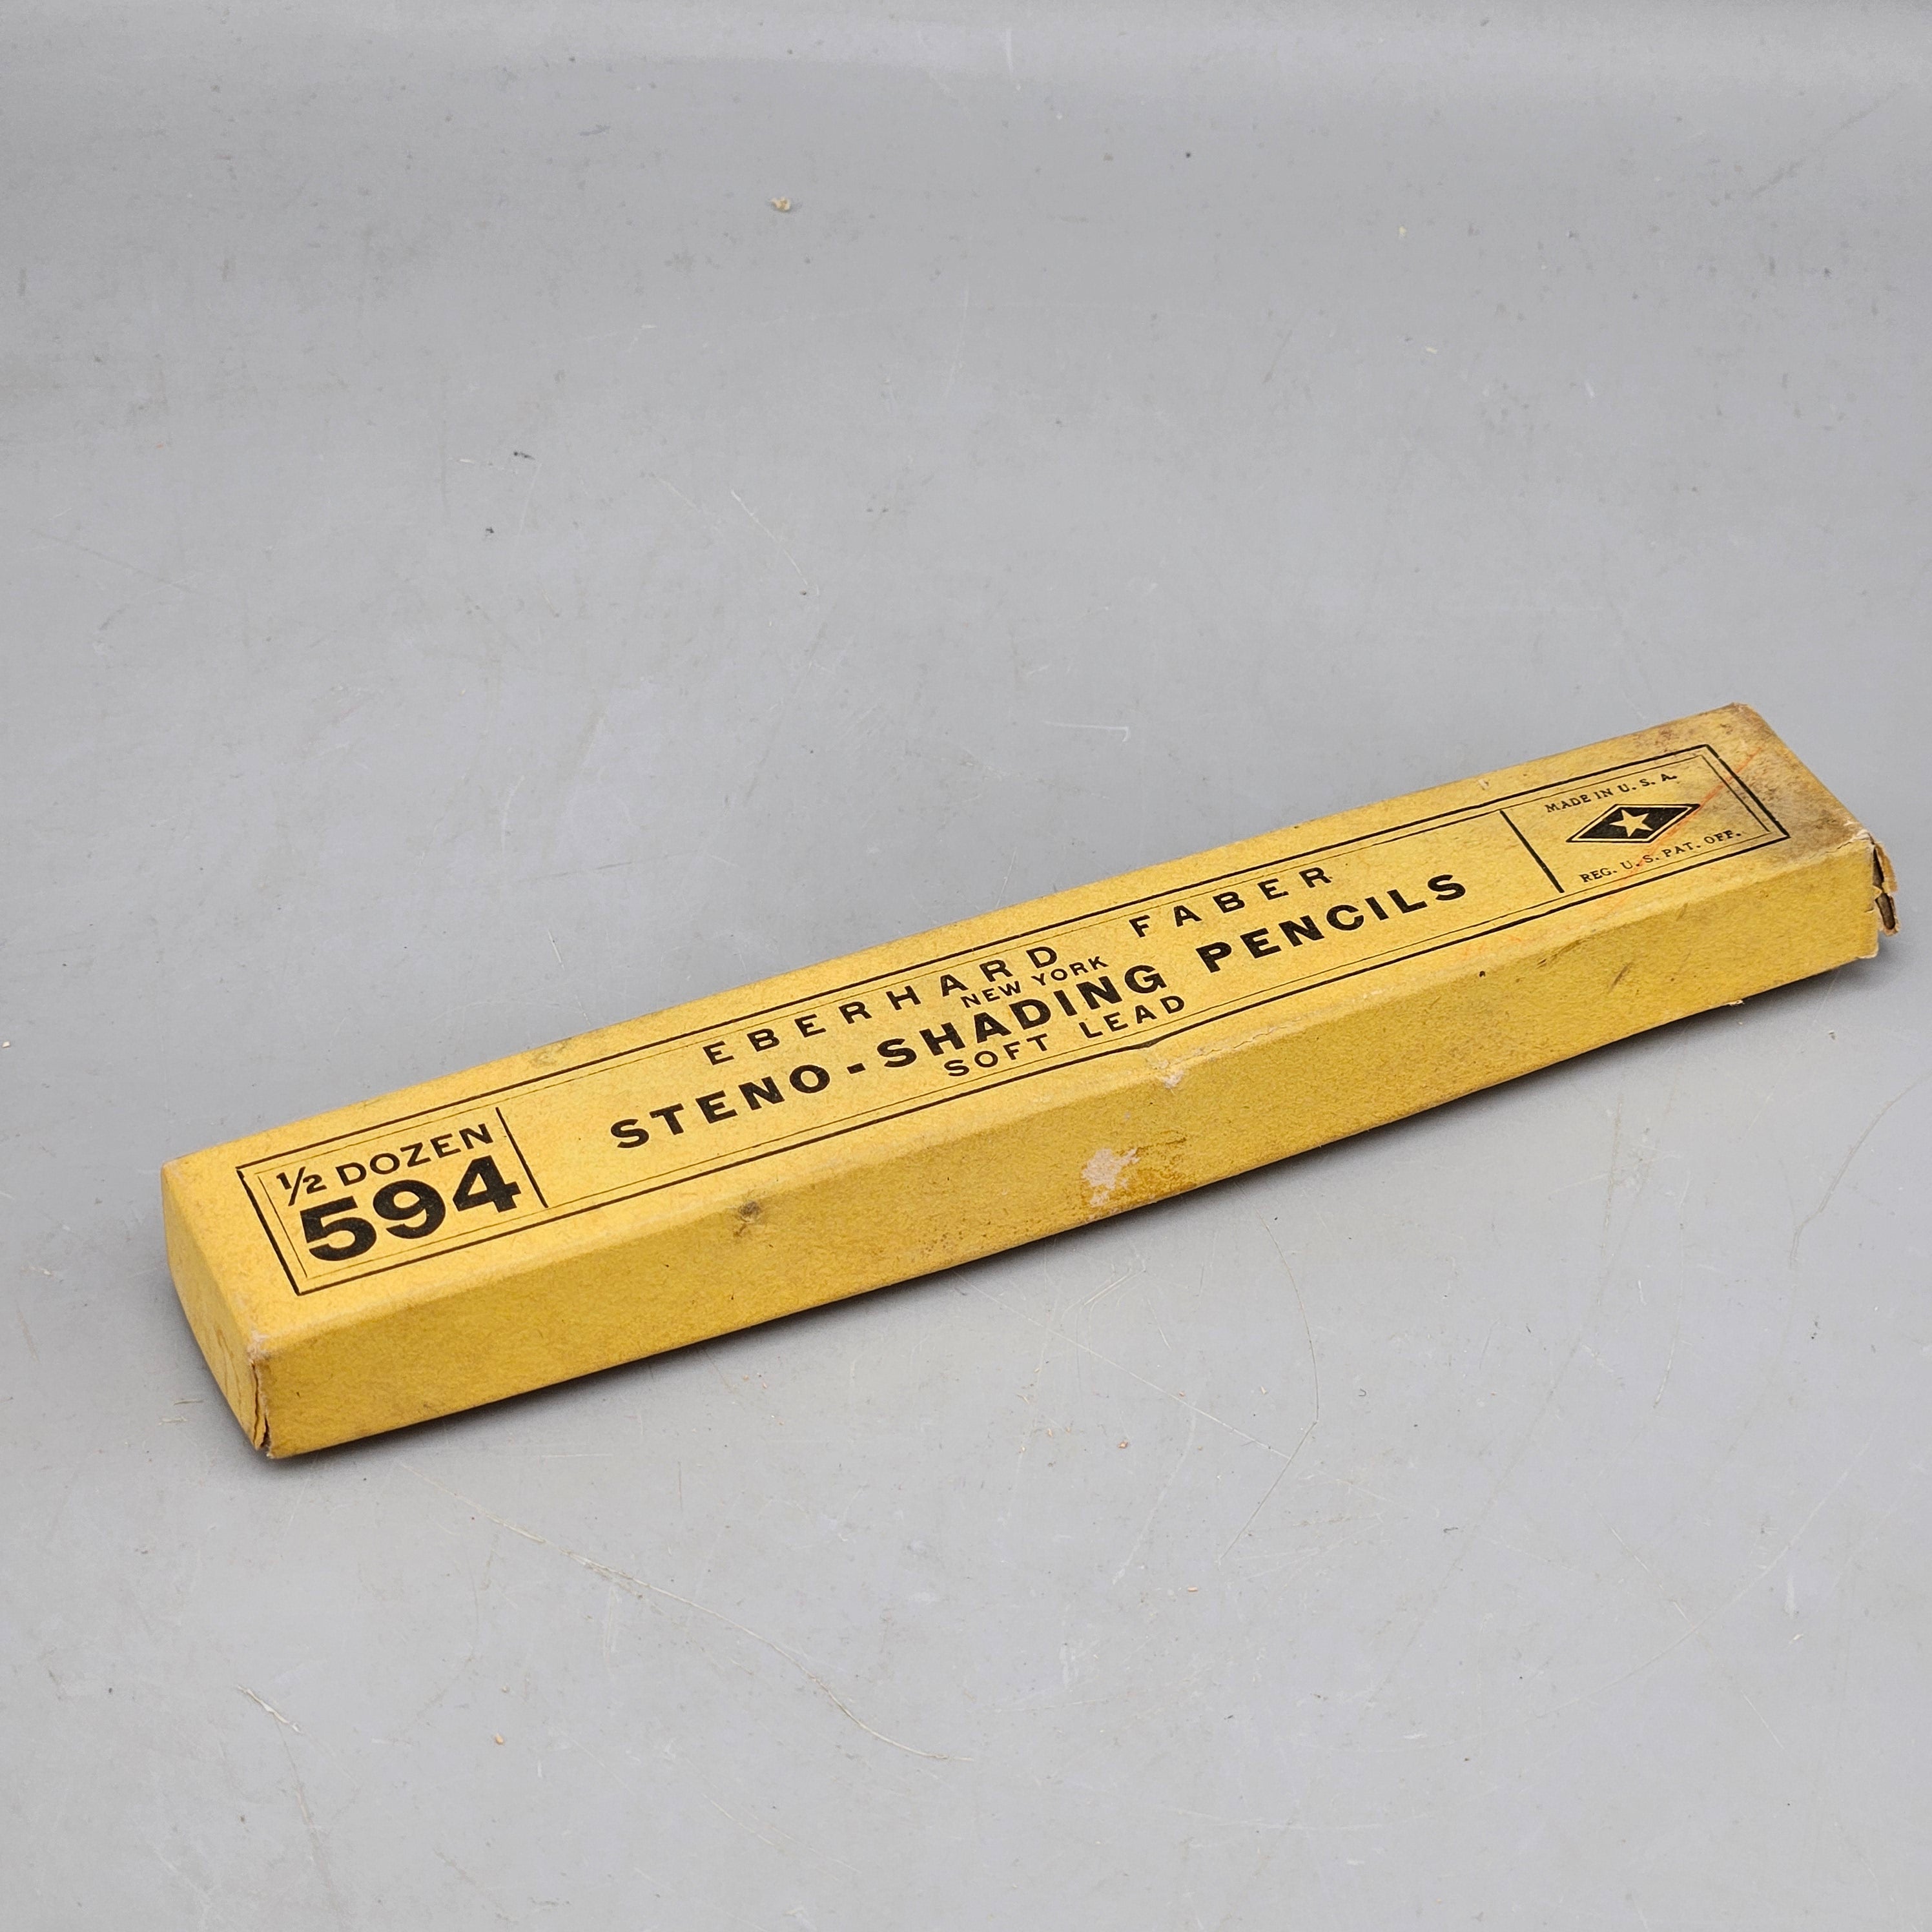 ½ DOZEN
594
EBERHARD FABER
NEW YORK
STENO-SHADING PENCILS
SOFT LEAD
MADE IN U. S. A.
REG. U. S. PAT. OFF.